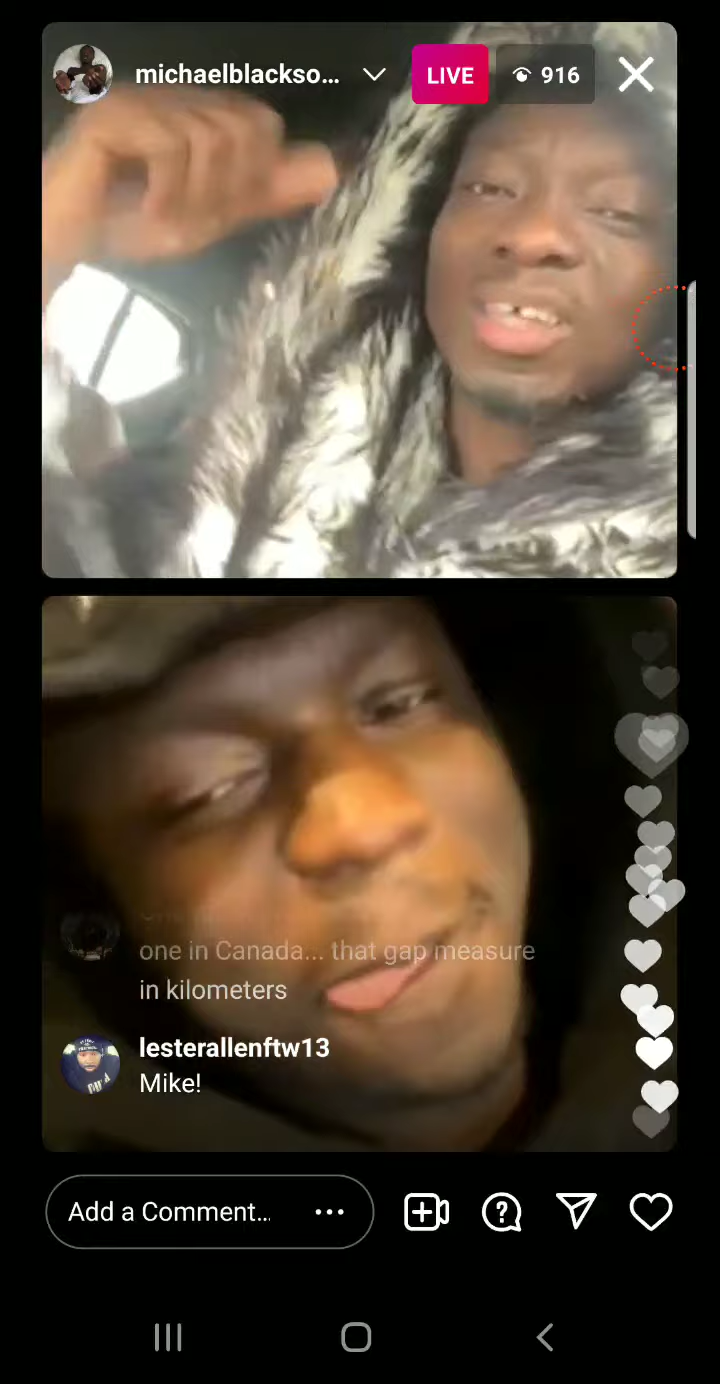 michaelblackso...
LIVE
916
one in Canada... that gap measure
in kilometers
lesterallenftw13
Mike!
Add a Comment...